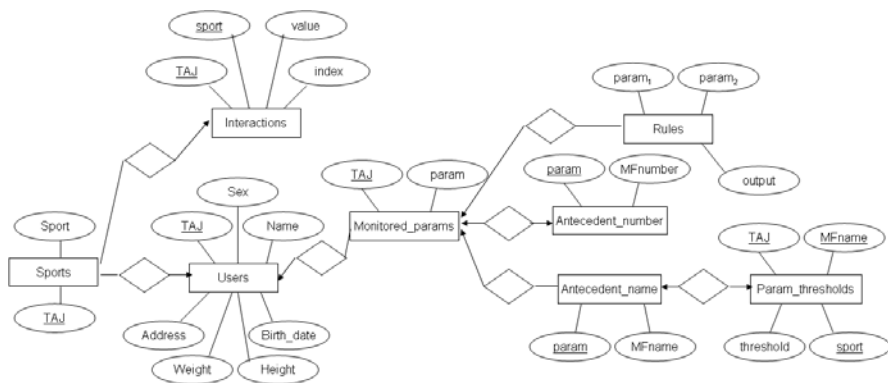 sport
value
TAJ
index
Interactions
param₁
param₂
Rules
output
Sex
TAJ
Name
Users
Address
Birth_date
Weight
Height
Sport
Sports
TAJ
TAJ
param
Monitored_params
param
MFnumber
Antecedent_number
Antecedent_name
param
MFname
TAJ
MFname
Param_thresholds
threshold
sport